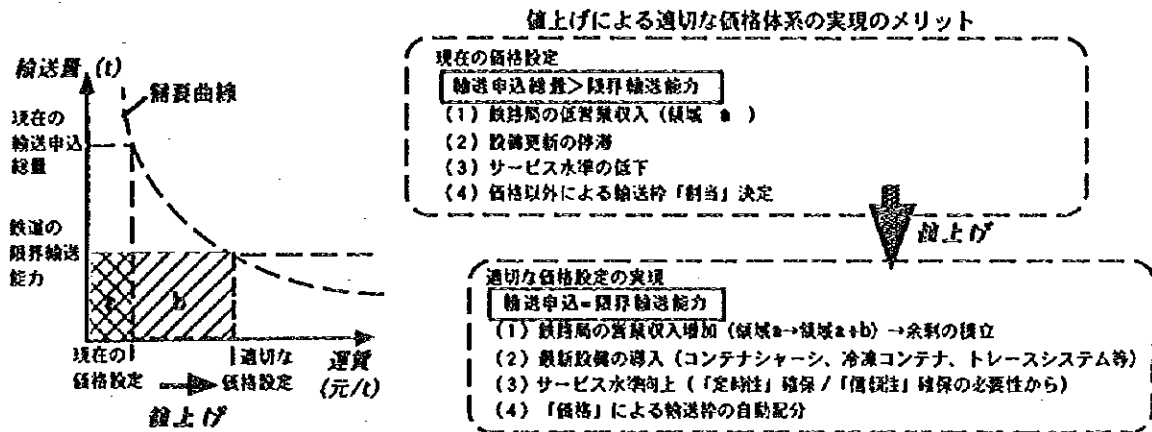 値上げによる適切な価格体系の実現のメリット
輸送量 (t)
需要曲線
現在の
輸送申込
総量
鉄道の
限界輸送
能力
a
b
現在の
価格設定
適切な
価格設定
運賃
(元/t)
値上げ
現在の価格設定
輸送申込総量>限界輸送能力
(1) 鉄路局の低営業収入 (領域 a )
(2) 設備更新の停滞
(3) サービス水準の低下
(4) 価格以外による輸送枠「割当」決定
値上げ
適切な価格設定の実現
輸送申込=限界輸送能力
(1) 鉄路局の営業収入増加 (領域a→領域a+b) →余剰の積立
(2) 最新設備の導入 (コンテナシャーシ、冷凍コンテナ、トレースシステム等)
(3) サービス水準向上 (「定時性」確保 / 「信頼性」確保の必要性から)
(4) 「価格」による輸送枠の自動配分